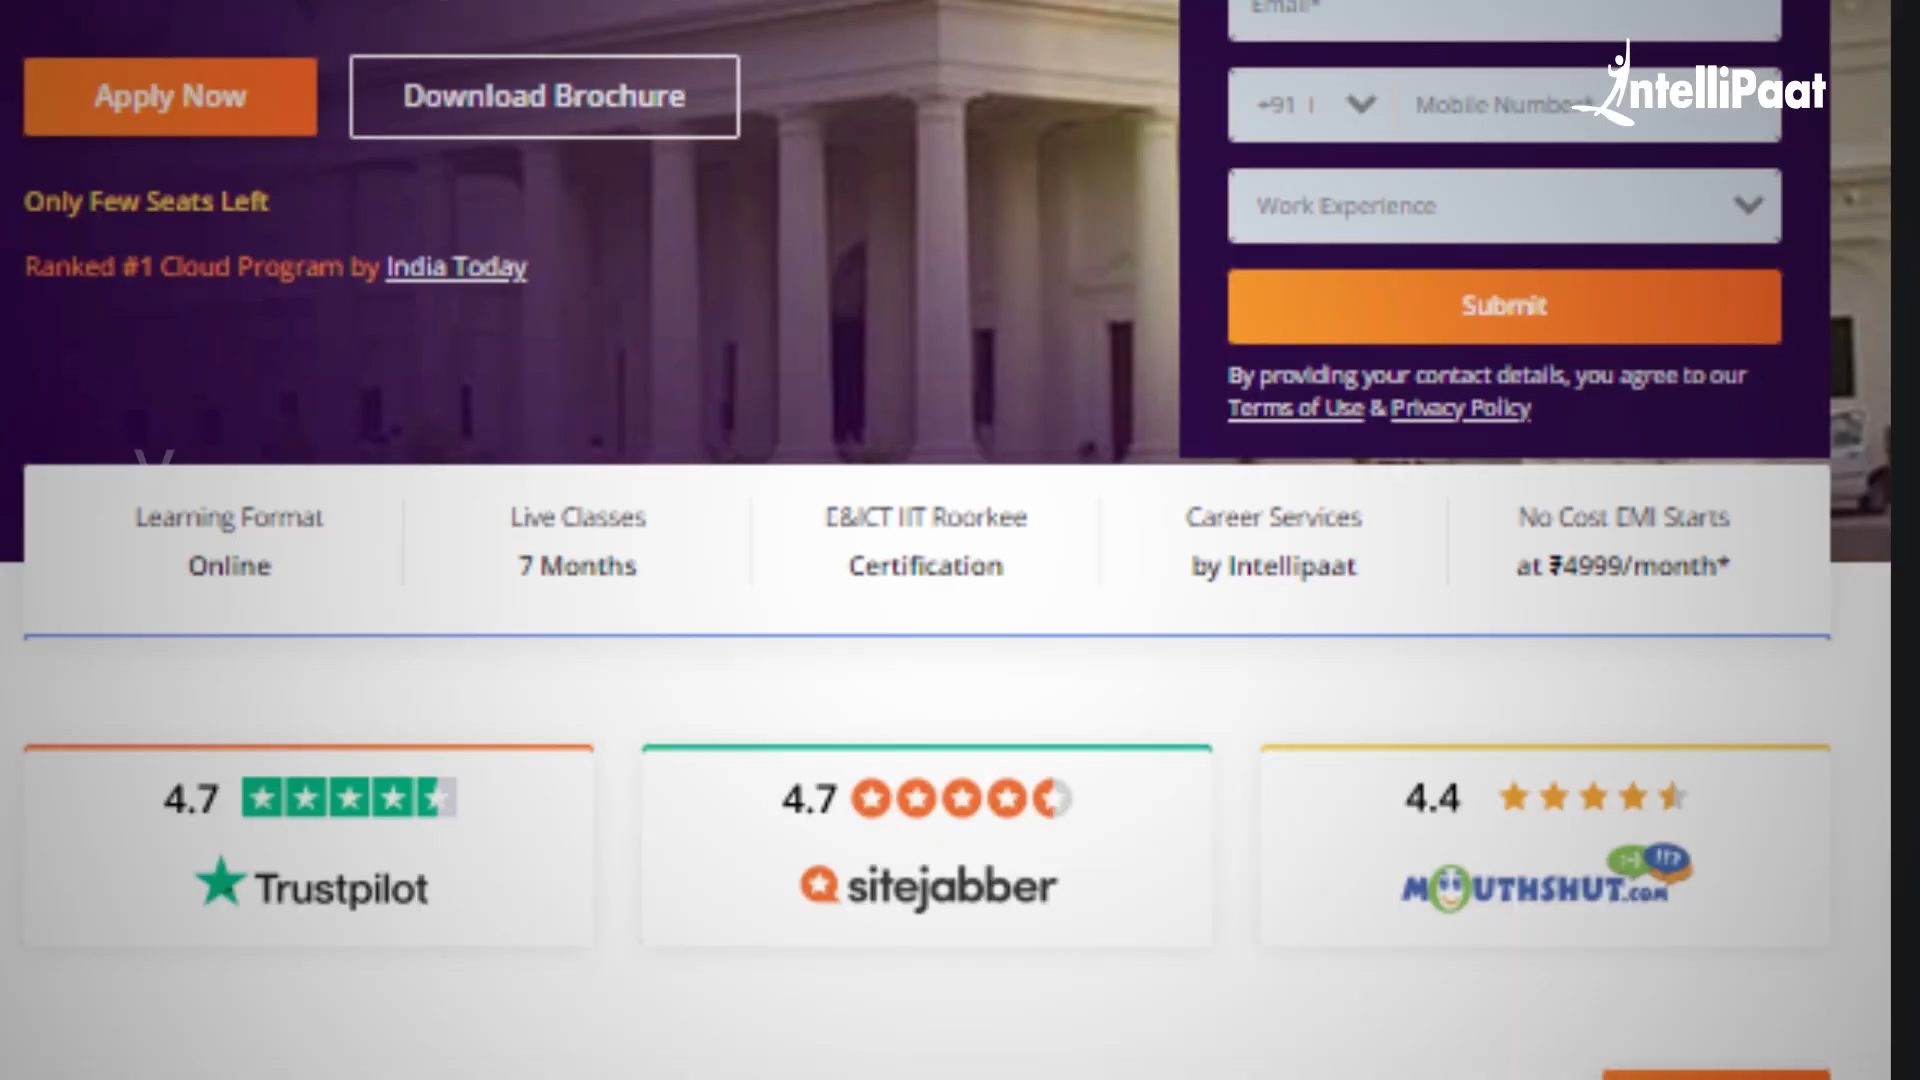 Email*
IntelliPaat
Apply Now
Download Brochure
+91
Mobile Number*
Only Few Seats Left
Work Experience
Ranked #1 Cloud Program by India Today
Submit
By providing your contact details, you agree to our
Terms of Use & Privacy Policy
Learning Format
Online
Live Classes
7 Months
E&ICT IIT Roorkee
Certification
Career Services
by Intellipaat
No Cost EMI Starts
at ₹4999/month*
4.7
Trustpilot
4.7
sitejabber
4.4
MOUTHSHUT.COM